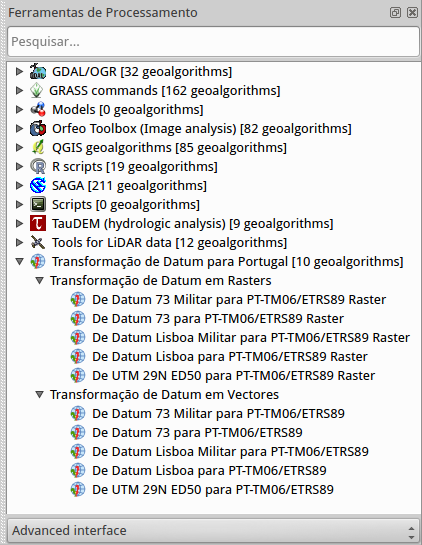 Ferramentas de Processamento
Pesquisar...
GDAL/OGR [32 geoalgorithms]
GRASS commands [162 geoalgorithms]
Models [0 geoalgorithms]
Orfeo Toolbox (Image analysis) [82 geoalgorithms]
QGIS geoalgorithms [85 geoalgorithms]
R scripts [19 geoalgorithms]
SAGA [211 geoalgorithms]
Scripts [0 geoalgorithms]
TauDEM (hydrologic analysis) [9 geoalgorithms]
Tools for LiDAR data [12 geoalgorithms]
Transformação de Datum para Portugal [10 geoalgorithms]
Transformação de Datum em Rasters
De Datum 73 Militar para PT-TM06/ETRS89 Raster
De Datum 73 para PT-TM06/ETRS89 Raster
De Datum Lisboa Militar para PT-TM06/ETRS89 Raster
De Datum Lisboa para PT-TM06/ETRS89 Raster
De UTM 29N ED50 para PT-TM06/ETRS89 Raster
Transformação de Datum em Vectores
De Datum 73 Militar para PT-TM06/ETRS89
De Datum 73 para PT-TM06/ETRS89
De Datum Lisboa Militar para PT-TM06/ETRS89
De Datum Lisboa para PT-TM06/ETRS89
De UTM 29N ED50 para PT-TM06/ETRS89
Advanced interface